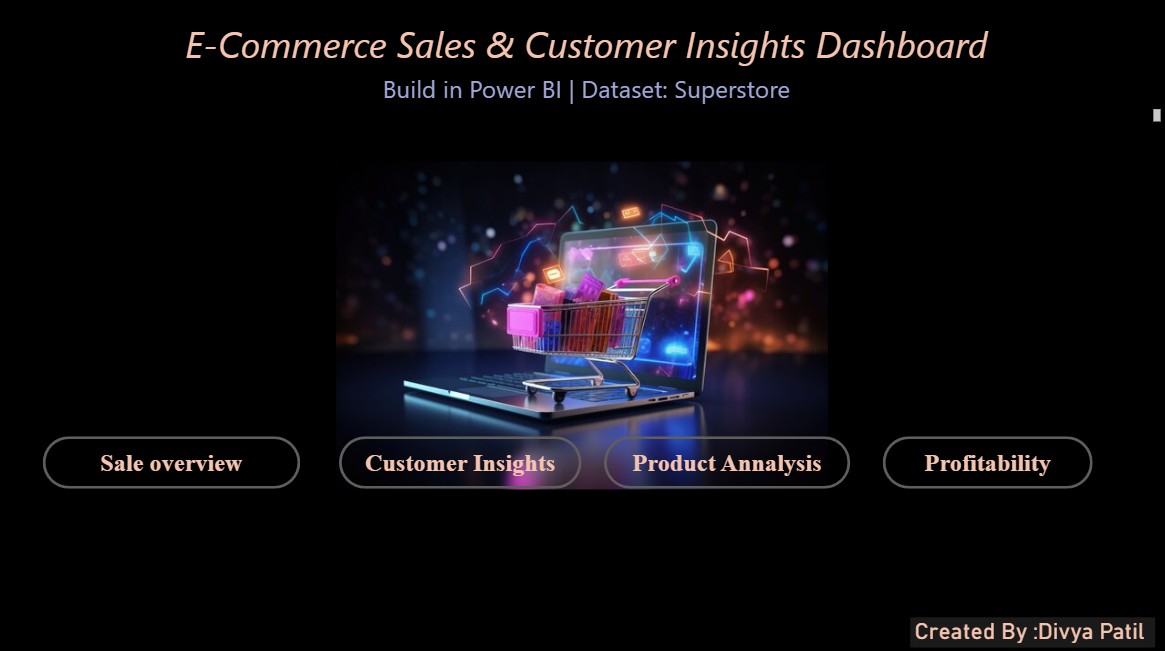 E-Commerce Sales & Customer Insights Dashboard
Build in Power BI | Dataset: Superstore
Sale overview
Customer Insights
Product Annalysis
Profitability
Created By :Divya Patil